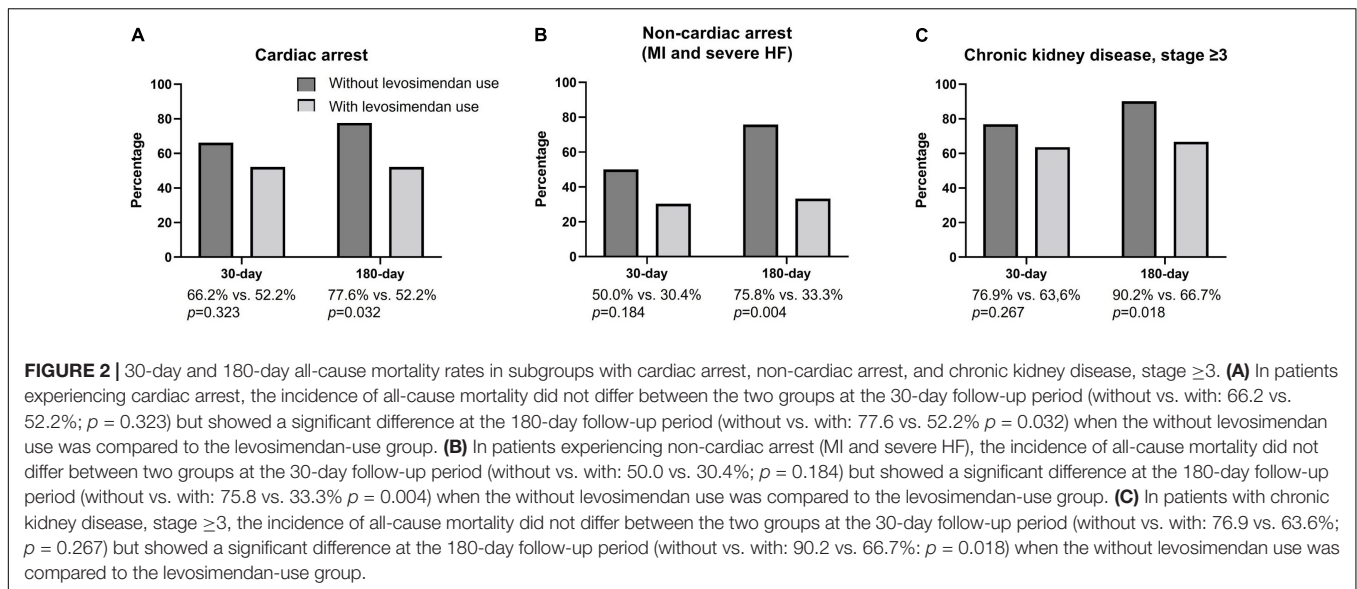 A
Cardiac arrest
Without levosimendan use
With levosimendan use
Percentage
100
80
60
40
20
0
30-day
180-day
66.2% vs. 52.2%
p=0.323
77.6% vs. 52.2%
p=0.032
B
Non-cardiac arrest
(MI and severe HF)
Percentage
100
80
60
40
20
0
30-day
180-day
50.0% vs. 30.4%
p=0.184
75.8% vs. 33.3%
p=0.004
C
Chronic kidney disease, stage ≥3
Percentage
100
80
60
40
20
0
30-day
180-day
76.9% vs. 63,6%
p=0.267
90.2% vs. 66.7%
p=0.018
FIGURE 2 | 30-day and 180-day all-cause mortality rates in subgroups with cardiac arrest, non-cardiac arrest, and chronic kidney disease, stage ≥3. (A) In patients
experiencing cardiac arrest, the incidence of all-cause mortality did not differ between the two groups at the 30-day follow-up period (without vs. with: 66.2 vs.
52.2%; p = 0.323) but showed a significant difference at the 180-day follow-up period (without vs. with: 77.6 vs. 52.2% p = 0.032) when the without levosimendan
use was compared to the levosimendan-use group. (B) In patients experiencing non-cardiac arrest (MI and severe HF), the incidence of all-cause mortality did not
differ between two groups at the 30-day follow-up period (without vs. with: 50.0 vs. 30.4%; p = 0.184) but showed a significant difference at the 180-day follow-up
period (without vs. with: 75.8 vs. 33.3% p = 0.004) when the without levosimendan use was compared to the levosimendan-use group. (C) In patients with chronic
kidney disease, stage ≥3, the incidence of all-cause mortality did not differ between the two groups at the 30-day follow-up period (without vs. with: 76.9 vs. 63.6%;
p = 0.267) but showed a significant difference at the 180-day follow-up period (without vs. with: 90.2 vs. 66.7%: p = 0.018) when the without levosimendan use was
compared to the levosimendan-use group.